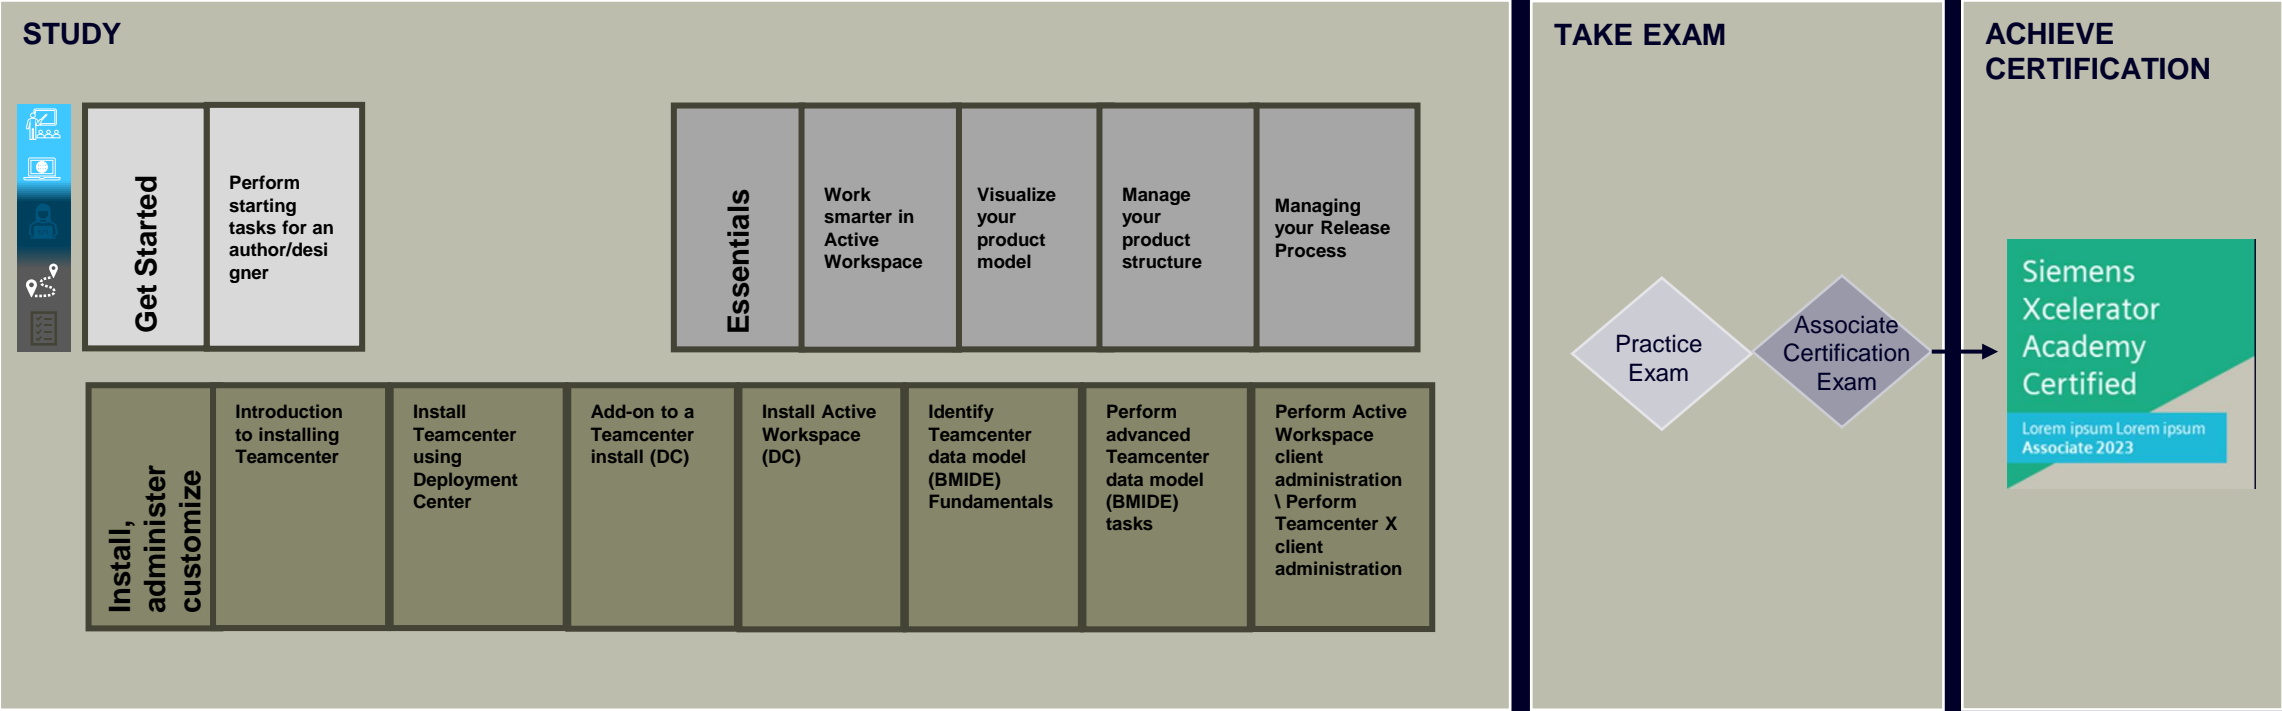 STUDY
Get Started
Perform
starting
tasks for an
author/desi
gner
Essentials
Work
smarter in
Active
Workspace
Visualize
your
product
model
Manage
your
product
structure
Managing
your Release
Process
Install,
administer
customize
Introduction
to installing
Teamcenter
Install
Teamcenter
using
Deployment
Center
Add-on to a
Teamcenter
install (DC)
Install Active
Workspace
(DC)
Identify
Teamcenter
data model
(BMIDE)
Fundamentals
Perform
advanced
Teamcenter
data model
(BMIDE)
tasks
Perform Active
Workspace
client
administration
\ Perform
Teamcenter X
client
administration
TAKE EXAM
Practice
Exam
Associate
Certification
Exam
ACHIEVE
CERTIFICATION
Siemens
Xcelerator
Academy
Certified
Lorem ipsum Lorem ipsum
Associate 2023